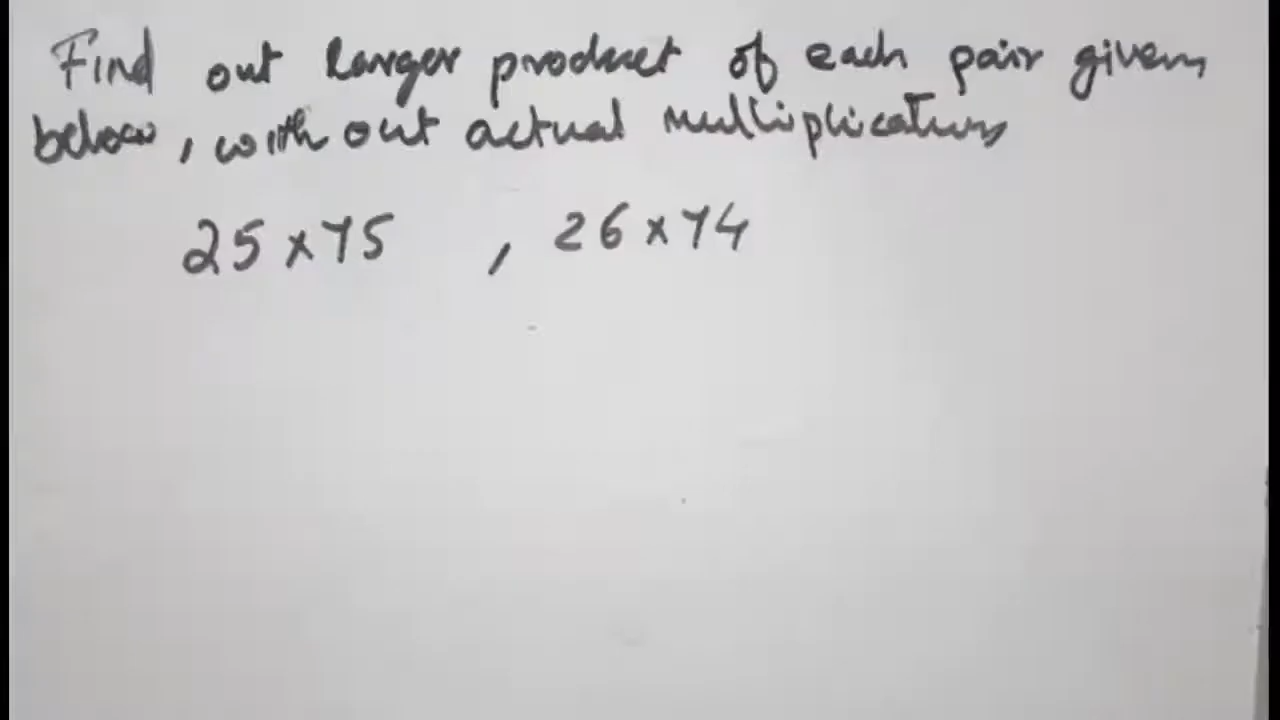 Find out larger product of each pair given
below, with out actual multiplication
25 x 75 , 26 x 74